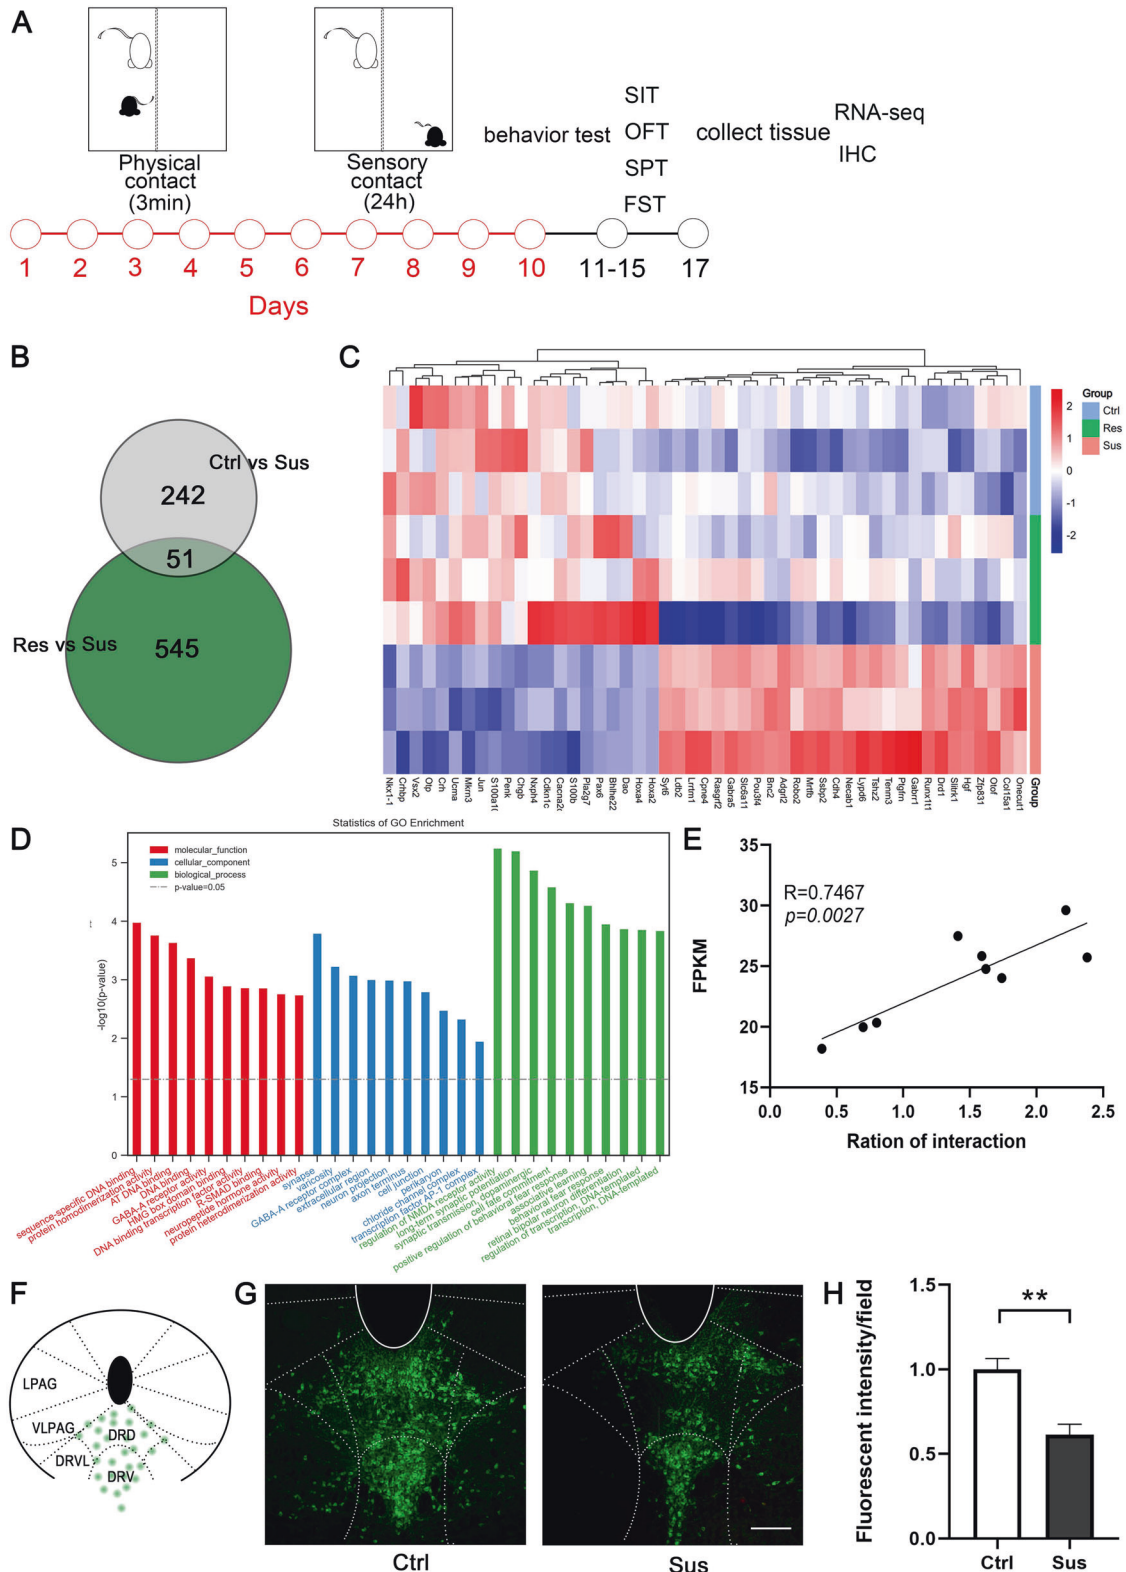 A
Physical
contact
(3min)
Sensory
contact
(24h)
behavior test
SIT
OFT
SPT
FST
collect tissue
RNA-seq
IHC
1 2 3 4 5 6 7 8 9 10 11-15 17
Days
B
Ctrl vs Sus
242
51
Res vs Sus
545
C
2
1
0
-1
-2
Group
Ctrl
Res
Sus
Nkx1-1
Crhbp
Vsx2
Otp
Crh
Ucma
Mkrn3
Jun
S100a10
Penk
Chgb
Nxph4
Cdkn1c
Cacna2d
S100b
Pla2g7
Pax6
Bhlhe22
Dao
Hoxa4
Hoxa2
Syt6
Ldb2
Lrrtm1
Cpne4
Rasgrf2
Gabra5
Slc6a11
Pou3f4
Bnc2
Adgrl2
Robo2
Mrtfb
Ssbp2
Cdh4
Necab1
Lypd6
Tshz2
Tenm3
Ptgfrn
Gabrr1
Runx1t1
Drd1
Slitrk1
Hgf
Zfp831
Otof
Col15a1
Onecut1
Group
D
Statistics of GO Enrichment
molecular_function
cellular_component
biological_process
p-value=0.05
-log10(p-value)
5
4
3
2
1
0
sequence-specific DNA binding
protein homodimerization activity
AT DNA binding
DNA binding
GABA-A receptor activity
HMG box domain binding
DNA binding transcription factor activity
R-SMAD binding
neuropeptide hormone activity
protein heterodimerization activity
synapse
varicosity
GABA-A receptor complex
extracellular region
neuron projection
axon terminus
cell junction
perikaryon
chloride channel complex
transcription factor AP-1 complex
regulation of NMDA receptor activity
long-term synaptic potentiation
synaptic transmission, dopaminergic
cell fate commitment
positive regulation of behavioral fear response
associative learning
behavioral fear response
retinal bipolar neuron differentiation
regulation of transcription, DNA-templated
transcription, DNA-templated
E
R=0.7467
p=0.0027
FPKM
35
30
25
20
15
0.0 0.5 1.0 1.5 2.0 2.5
Ration of interaction
F
LPAG
VLPAG
DRD
DRVL
DRV
G
Ctrl
Sus
H
**
Fluorescent intensity/field
1.5
1.0
0.5
0.0
Ctrl Sus